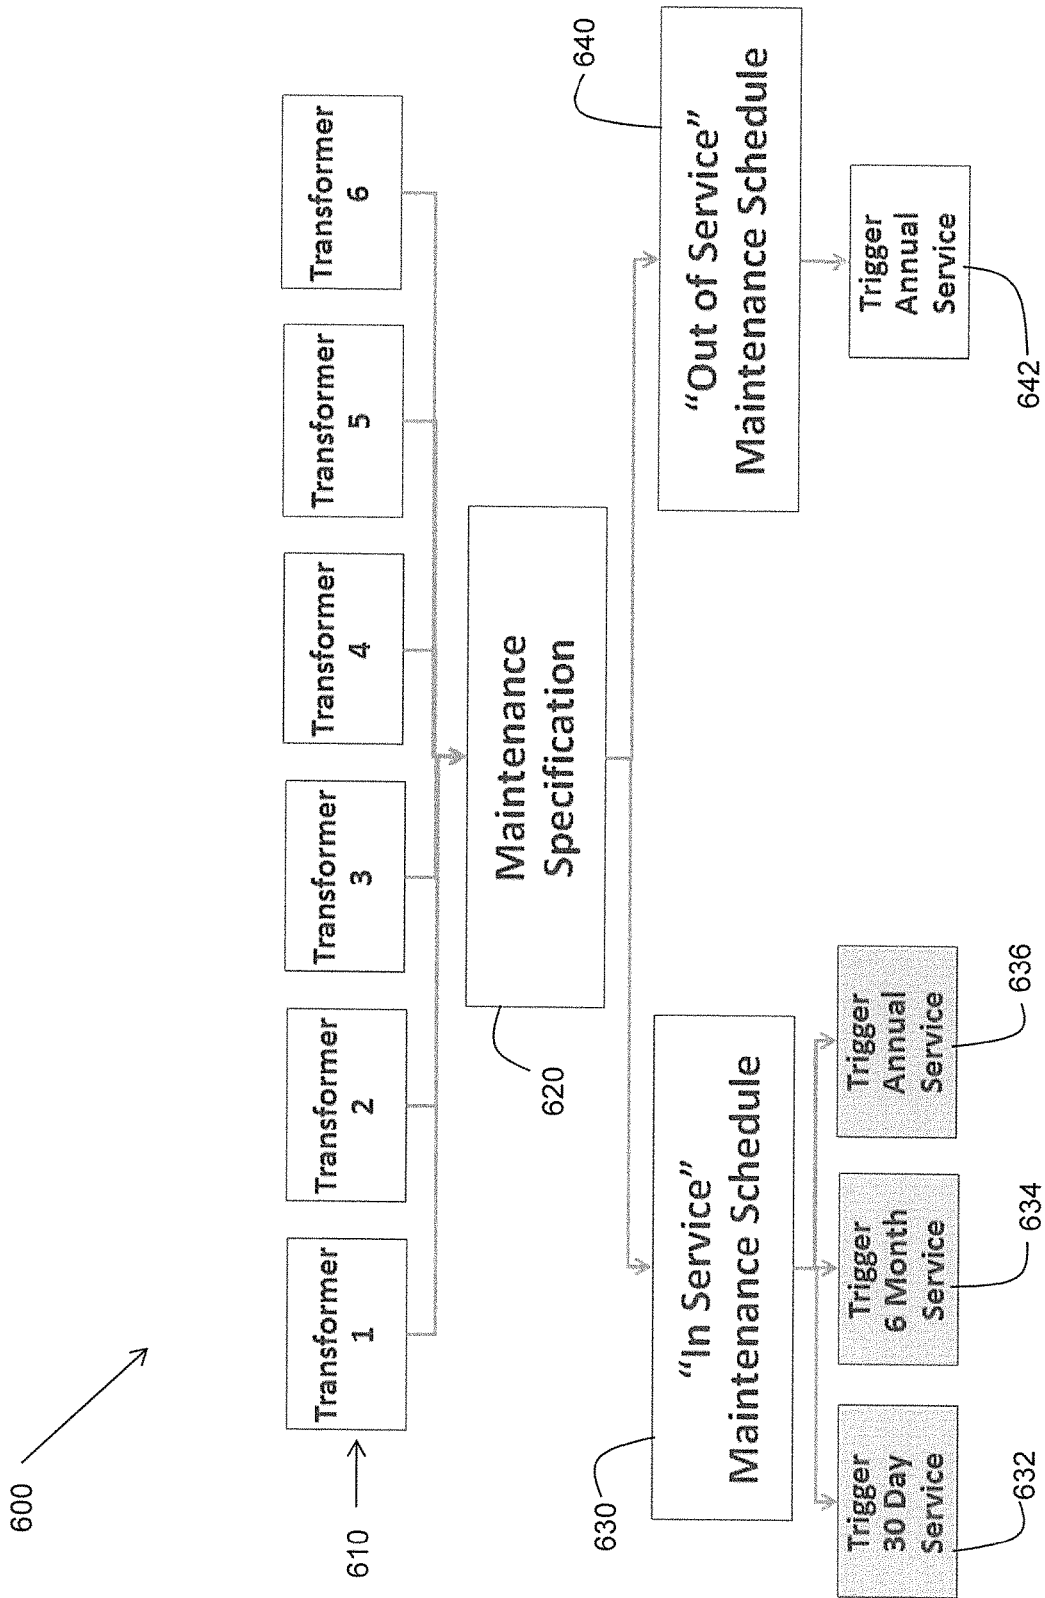 600
610
Transformer
1
Transformer
2
Transformer
3
Transformer
4
Transformer
5
Transformer
6
Maintenance
Specification
620
“In Service”
Maintenance Schedule
630
“Out of Service”
Maintenance Schedule
640
Trigger
30 Day
Service
632
Trigger
6 Month
Service
634
Trigger
Annual
Service
636
Trigger
Annual
Service
642